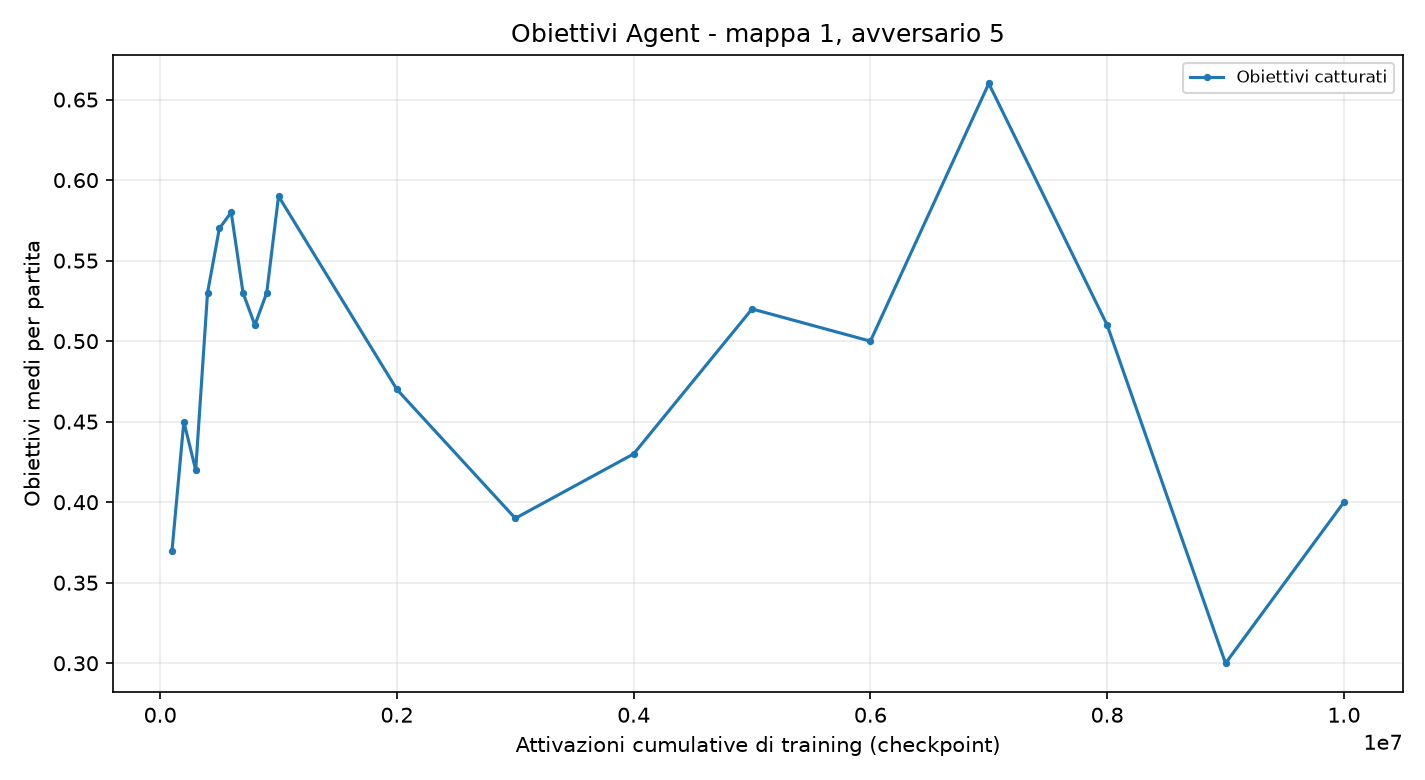 Obiettivi Agent - mappa 1, avversario 5
Obiettivi catturati
Obiettivi medi per partita
0.65
0.60
0.55
0.50
0.45
0.40
0.35
0.30
0.0 0.2 0.4 0.6 0.8 1.0
1e7
Attivazioni cumulative di training (checkpoint)